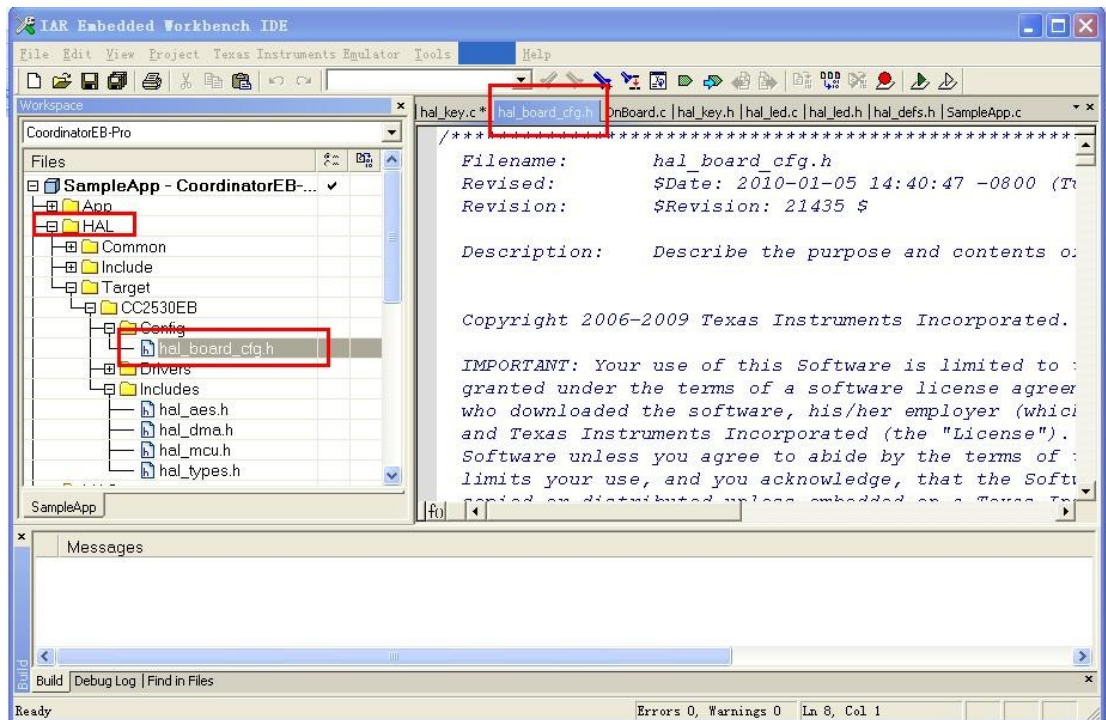 IAR Embedded Workbench IDE
File Edit View Project Texas Instruments Emulator Tools Help
Workspace
CoordinatorEB-Pro
Files
SampleApp - CoordinatorEB-...
App
HAL
Common
Include
Target
CC2530EB
Config
hal_board_cfg.h
Drivers
Includes
hal_aes.h
hal_dma.h
hal_mcu.h
hal_types.h
SampleApp
hal_key.c * hal_board_cfg.h OnBoard.c | hal_key.h | hal_led.c | hal_led.h | hal_defs.h | SampleApp.c
/**********************************************
Filename: hal_board_cfg.h
Revised: $Date: 2010-01-05 14:40:47 -0800 (Tu
Revision: $Revision: 21435 $
Description: Describe the purpose and contents o
Copyright 2006-2009 Texas Instruments Incorporated.
IMPORTANT: Your use of this Software is limited to
granted under the terms of a software license agreem
who downloaded the software, his/her employer (which
and Texas Instruments Incorporated (the "License").
Software unless you agree to abide by the terms of
limits your use, and you acknowledge, that the Softw
f()
Messages
Build
Build Debug Log | Find in Files
Ready Errors 0, Warnings 0 Ln 8, Col 1